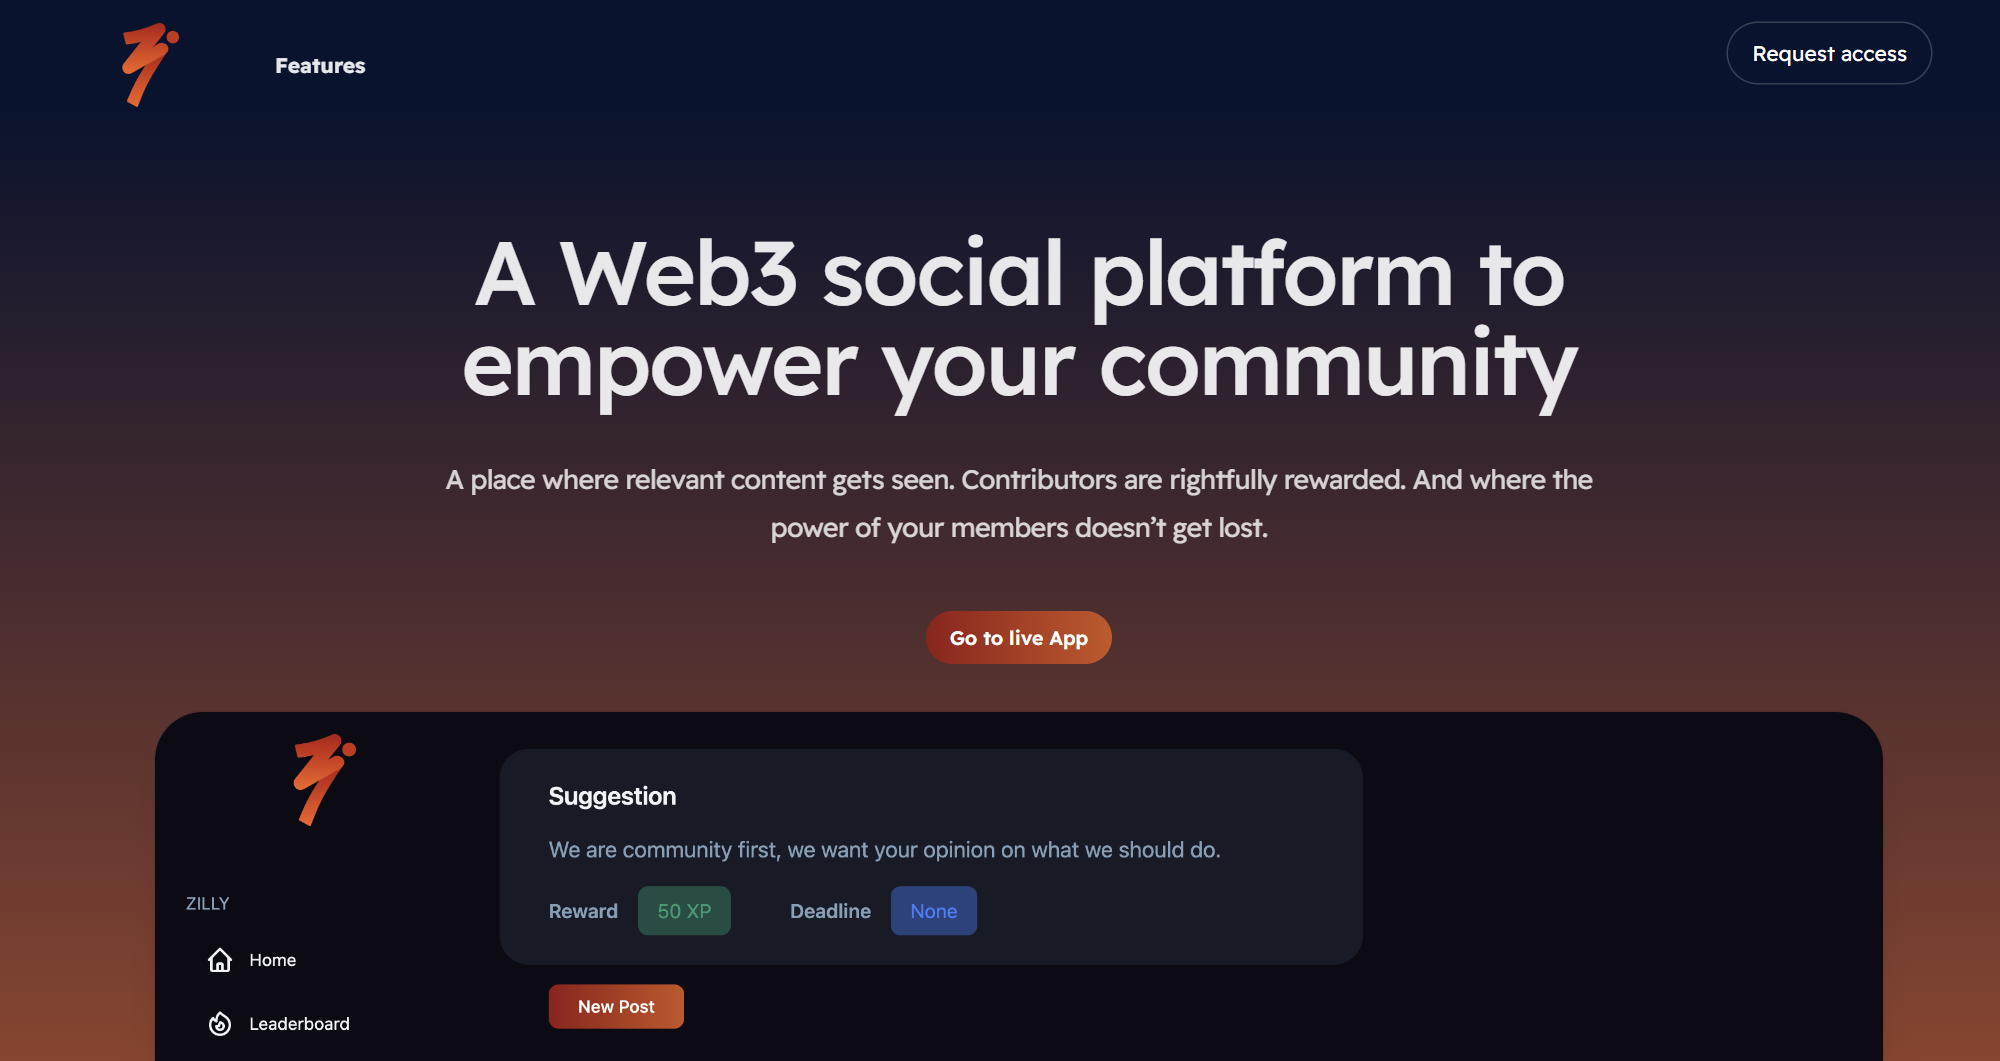 Features
Request access
A Web3 social platform to
empower your community
A place where relevant content gets seen. Contributors are rightfully rewarded. And where the
power of your members doesn’t get lost.
Go to live App
Suggestion
We are community first, we want your opinion on what we should do.
Reward 50 XP Deadline None
New Post
ZILLY
Home
Leaderboard